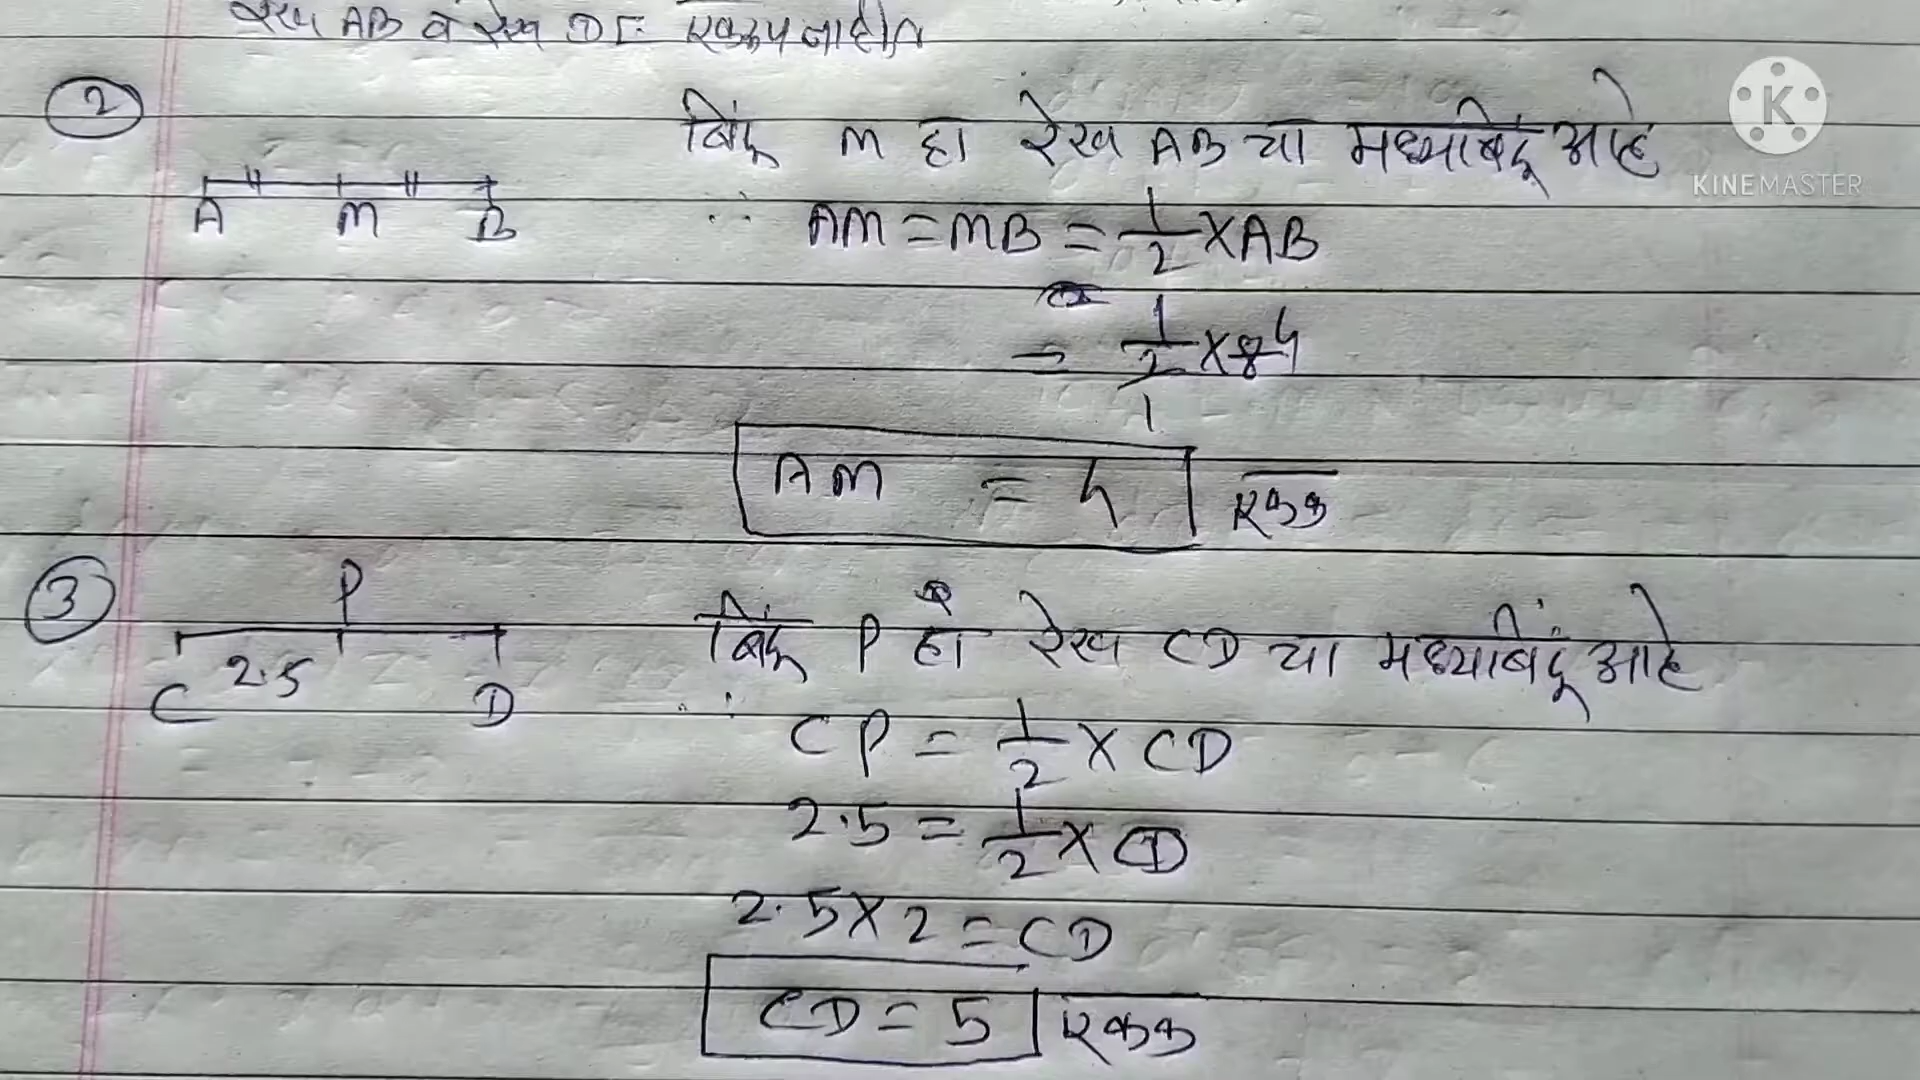 रेख AB व रेख DE एकरूप नाहीत
2
बिंदू M हा रेख AB चा मध्यबिंदू आहे
A M B
∴ AM = MB = 1/2 × AB
= 1/2 × 8 4
1
AM = 4 एकक
3
P
बिंदू P हा रेख CD चा मध्यबिंदू आहे
2.5
C D
∴ CP = 1/2 × CD
2.5 = 1/2 × CD
2.5 × 2 = CD
CD = 5 एकक
K
KINEMASTER